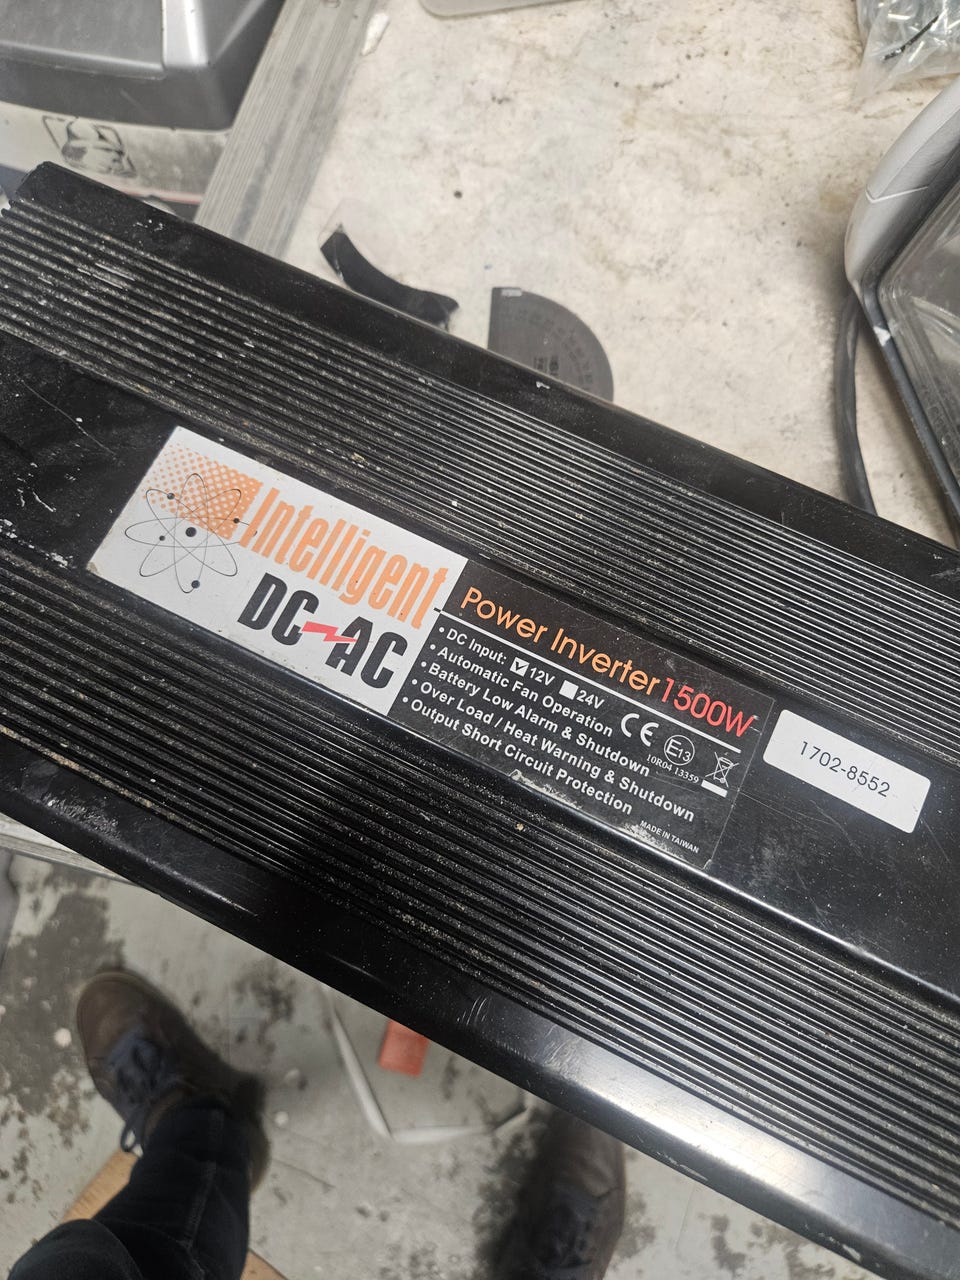 Intelligent
DC AC
Power Inverter 1500W
• DC Input: 12V 24V
• Automatic Fan Operation
• Battery Low Alarm & Shutdown
• Over Load / Heat Warning & Shutdown
• Output Short Circuit Protection
CE
E13
10R04 13359
MADE IN TAIWAN
1702-8552